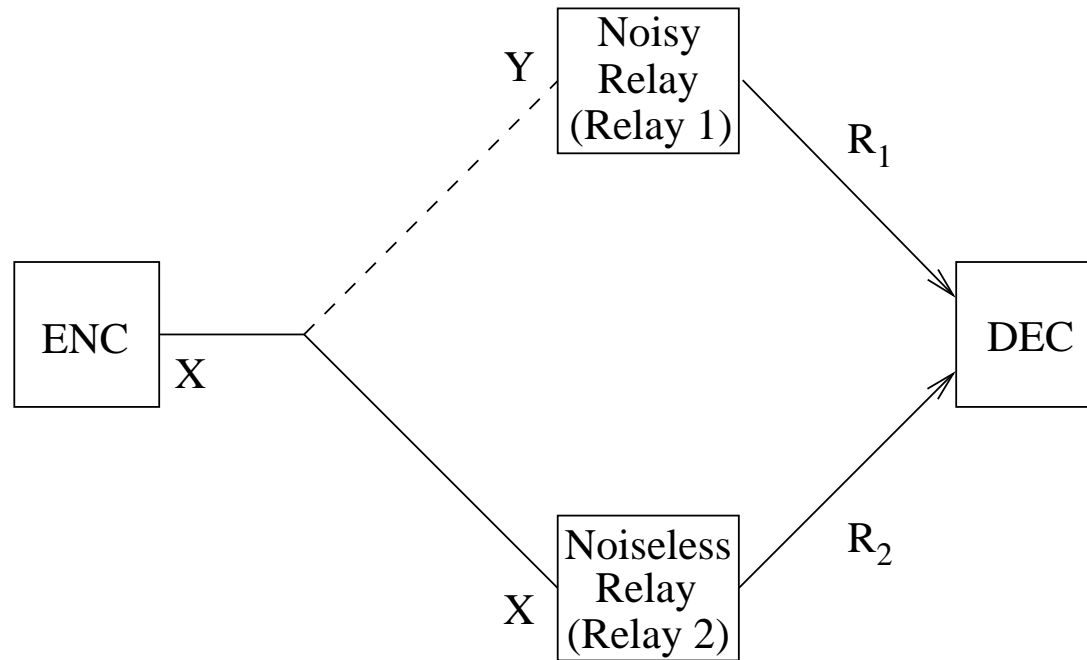 Noisy
Relay
(Relay 1)
Y
R1
ENC
X
DEC
R2
Noiseless
Relay
(Relay 2)
X